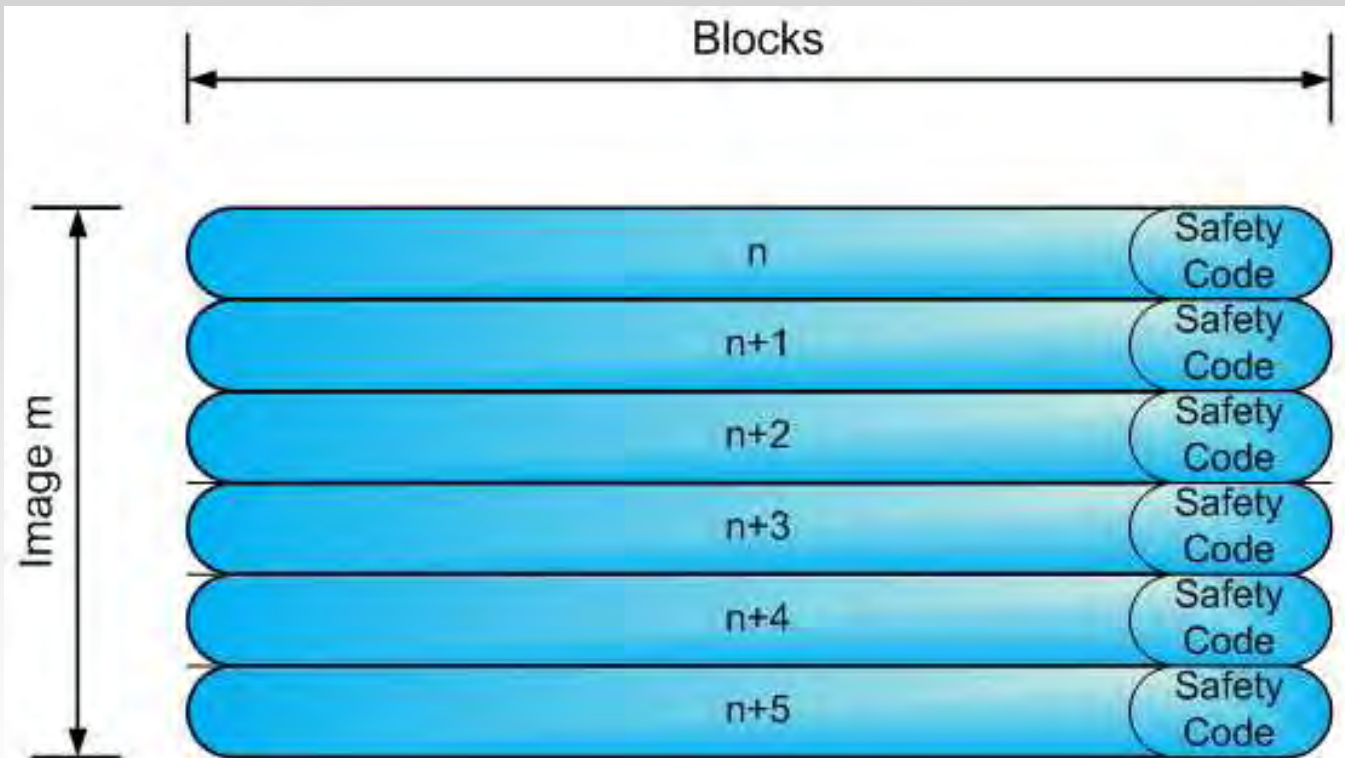 Blocks
Image m
n
Safety
Code
n+1
Safety
Code
n+2
Safety
Code
n+3
Safety
Code
n+4
Safety
Code
n+5
Safety
Code